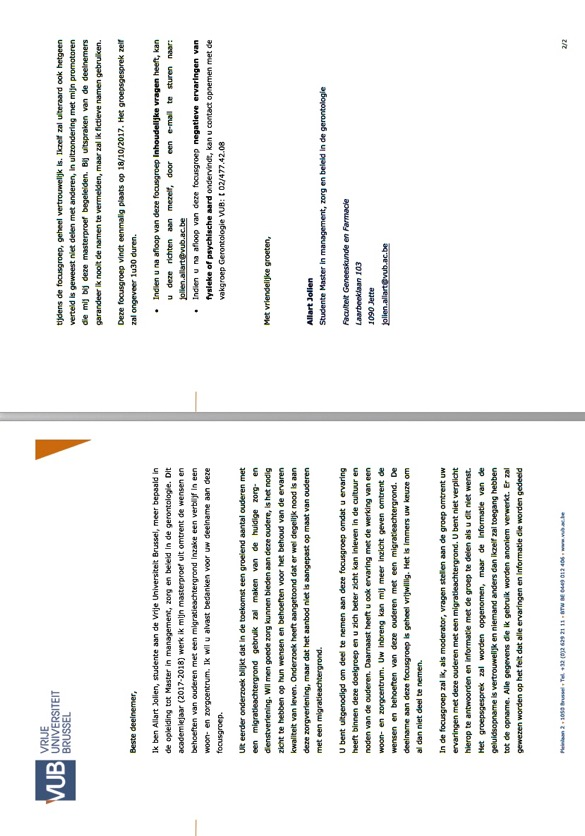 VUB
VRIJE
UNIVERSITEIT
BRUSSEL
Beste deelnemer,
Ik ben Allart Jolien, studente aan de Vrije Universiteit Brussel, meer bepaald in
de opleiding tot Master in management, zorg en beleid in de gerontologie. Dit
academiejaar (2017-2018) werk ik mijn masterproef uit omtrent de wensen en
behoeften van ouderen met een migratieachtergrond inzake een verblijf in een
woon- en zorgcentrum. Ik wil u alvast bedanken voor uw deelname aan deze
focusgroep.
Uit eerder onderzoek blijkt dat in de toekomst een groeiend aantal ouderen met
een migratieachtergrond gebruik zal maken van de huidige zorg- en
dienstverlening. Wil men goede zorg kunnen bieden aan deze oudere, is het nodig
zicht te hebben op hun wensen en behoeften voor het behoud van de ervaren
kwaliteit van leven. Onderzoek heeft aangetoond dat er wel degelijk nood is aan
deze zorgverlening, maar dat het aanbod niet is aangepast op maat van ouderen
met een migratieachtergrond.
U bent uitgenodigd om deel te nemen aan deze focusgroep omdat u ervaring
heeft binnen deze doelgroep en u zich beter zicht kan inleven in de cultuur en
noden van de ouderen. Daarnaast heeft u ook ervaring met de werking van een
woon- en zorgcentrum. Uw inbreng kan mij meer inzicht geven omtrent de
wensen en behoeften van deze ouderen met een migratieachtergrond. De
deelname aan deze focusgroep is geheel vrijwillig. Het is immers uw keuze om
al dan niet deel te nemen.
In de focusgroep zal ik, als moderator, vragen stellen aan de groep omtrent uw
ervaringen met deze ouderen met een migratieachtergrond. U bent niet verplicht
hierop te antwoorden en informatie met de groep te delen als u dit niet wenst.
Het groepsgesprek zal worden opgenomen, maar de informatie van de
geluidsopname is vertrouwelijk en niemand anders dan ikzelf zal toegang hebben
tot de opname. Alle gegevens die ik gebruik worden anoniem verwerkt. Er zal
gewezen worden op het feit dat alle ervaringen en informatie die worden gedeeld
Pleinlaan 2 - 1050 Brussel - Tel. +32 (0)2 629 21 11 - BTW BE 0449 012 406 - www.vub.ac.be
tijdens de focusgroep, geheel vertrouwelijk is. Ikzelf zal uiteraard ook hetgeen
verteld is geweest niet delen met anderen, in uitzondering met mijn promotoren
die mij bij deze masterproef begeleiden. Bij uitspraken van de deelnemers
garandeer ik nooit de namen te vermelden, maar zal ik fictieve namen gebruiken.
Deze focusgroep vindt eenmalig plaats op 18/10/2017. Het groepsgesprek zelf
zal ongeveer 1u30 duren.
• Indien u na afloop van deze focusgroep inhoudelijke vragen heeft, kan
u deze richten aan mezelf, door een e-mail te sturen naar:
jolien.allart@vub.ac.be
• Indien u na afloop van deze focusgroep negatieve ervaringen van
fysieke of psychische aard ondervindt, kan u contact opnemen met de
vakgroep Gerontologie VUB: 02/477.42.08
Met vriendelijke groeten,
Allart Jolien
Studente Master in management, zorg en beleid in de gerontologie
Faculteit Geneeskunde en Farmacie
Laarbeeklaan 103
1090 Jette
jolien.allart@vub.ac.be
2/2